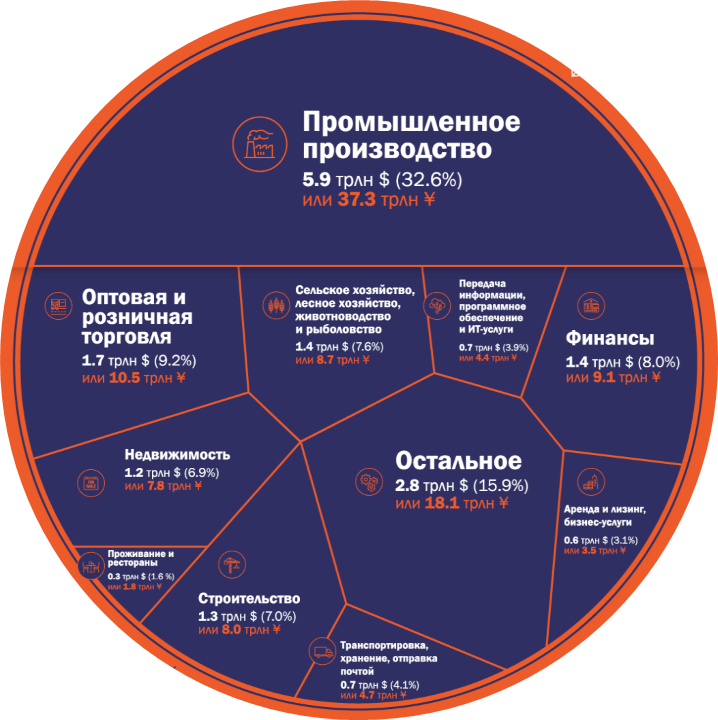 Промышленное
производство
5.9 трлн $ (32.6%)
или 37.3 трлн ¥
Оптовая и
розничная
торговля
1.7 трлн $ (9.2%)
или 10.5 трлн ¥
Сельское хозяйство,
лесное хозяйство,
животноводство
и рыболовство
1.4 трлн $ (7.6%)
или 8.7 трлн ¥
Передача
информации,
программное
обеспечение
и ИТ-услуги
0.7 трлн $ (3.9%)
или 4.4 трлн ¥
Финансы
1.4 трлн $ (8.0%)
или 9.1 трлн ¥
Недвижимость
1.2 трлн $ (6.9%)
или 7.8 трлн ¥
Остальное
2.8 трлн $ (15.9%)
или 18.1 трлн ¥
Аренда и лизинг,
бизнес-услуги
0.6 трлн $ (3.1%)
или 3.5 трлн ¥
Проживание и
рестораны
0.3 трлн $ (1.6 %)
или 1.8 трлн ¥
Строительство
1.3 трлн $ (7.0%)
или 8.0 трлн ¥
Транспортировка,
хранение, отправка
почтой
0.7 трлн $ (4.1%)
или 4.7 трлн ¥